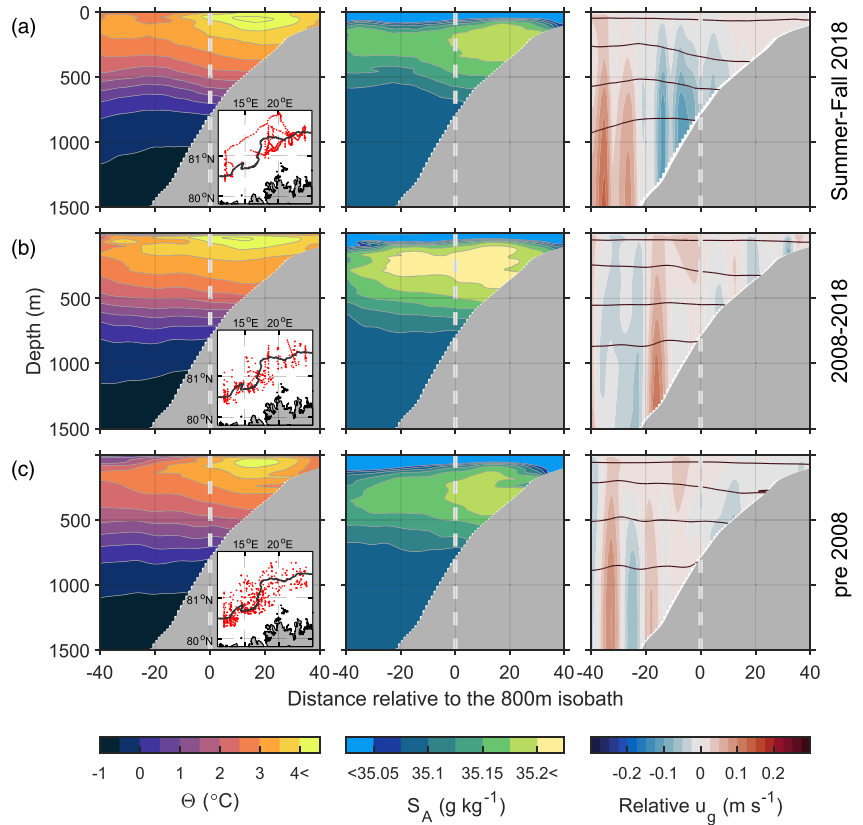 (a)
0
500
1000
1500
15°E 20°E
81°N
80°N
Summer-Fall 2018
(b)
500
1000
1500
Depth (m)
15°E 20°E
81°N
80°N
2008-2018
(c)
500
1000
1500
15°E 20°E
81°N
80°N
pre 2008
-40 -20 0 20 40 -40 -20 0 20 40 -40 -20 0 20 40
Distance relative to the 800m isobath
-1 0 1 2 3 4<
Θ (°C)
<35.05 35.1 35.15 35.2<
S_A (g kg⁻¹)
-0.2 -0.1 0 0.1 0.2
Relative u_g (m s⁻¹)